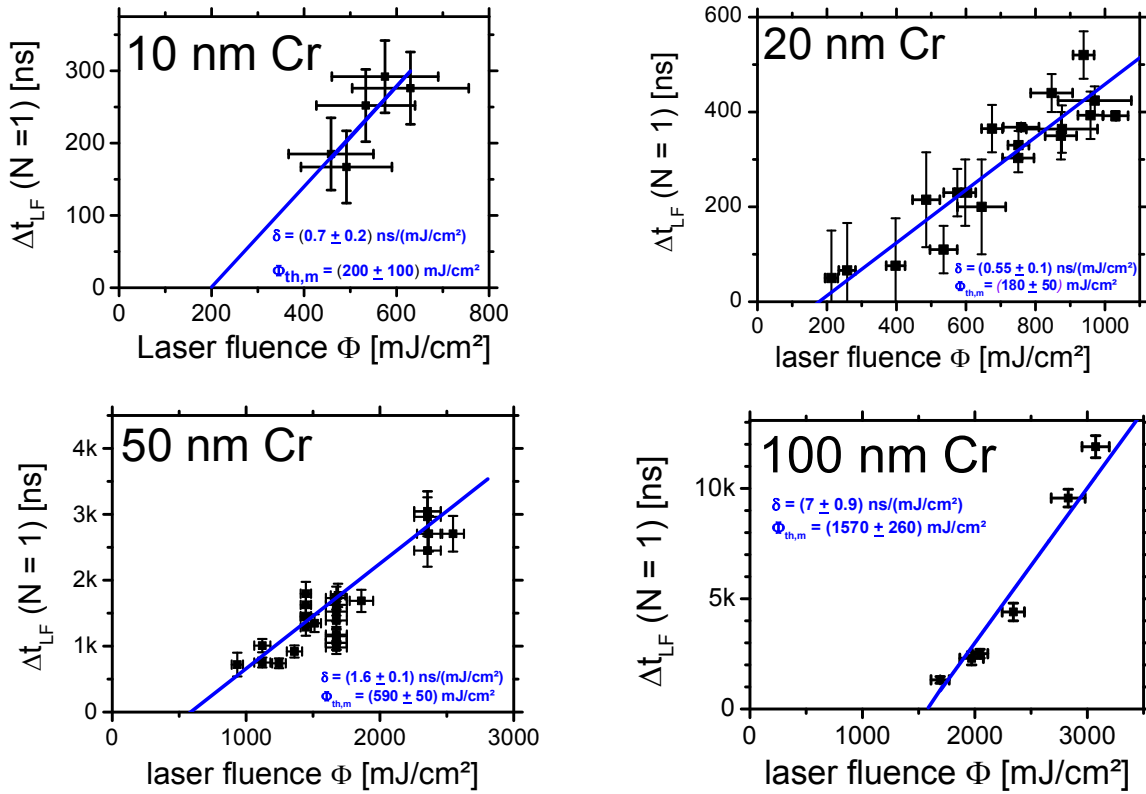 10 nm Cr
Δt_LF (N =1) [ns]
300
200
100
0
δ = (0.7 ± 0.2) ns/(mJ/cm²)
Φ_th,m = (200 ± 100) mJ/cm²
0 200 400 600 800
Laser fluence Φ [mJ/cm²]
20 nm Cr
Δt_LF (N = 1) [ns]
600
400
200
0
δ = (0.55 ± 0.1) ns/(mJ/cm²)
Φ_th,m = (180 ± 50) mJ/cm²
0 200 400 600 800 1000
laser fluence Φ [mJ/cm²]
50 nm Cr
Δt_LF (N = 1) [ns]
4k
3k
2k
1k
0
δ = (1.6 ± 0.1) ns/(mJ/cm²)
Φ_th,m = (590 ± 50) mJ/cm²
0 1000 2000 3000
laser fluence Φ [mJ/cm²]
100 nm Cr
Δt_LF (N = 1) [ns]
10k
5k
0
δ = (7 ± 0.9) ns/(mJ/cm²)
Φ_th,m = (1570 ± 260) mJ/cm²
0 1000 2000 3000
laser fluence Φ [mJ/cm²]